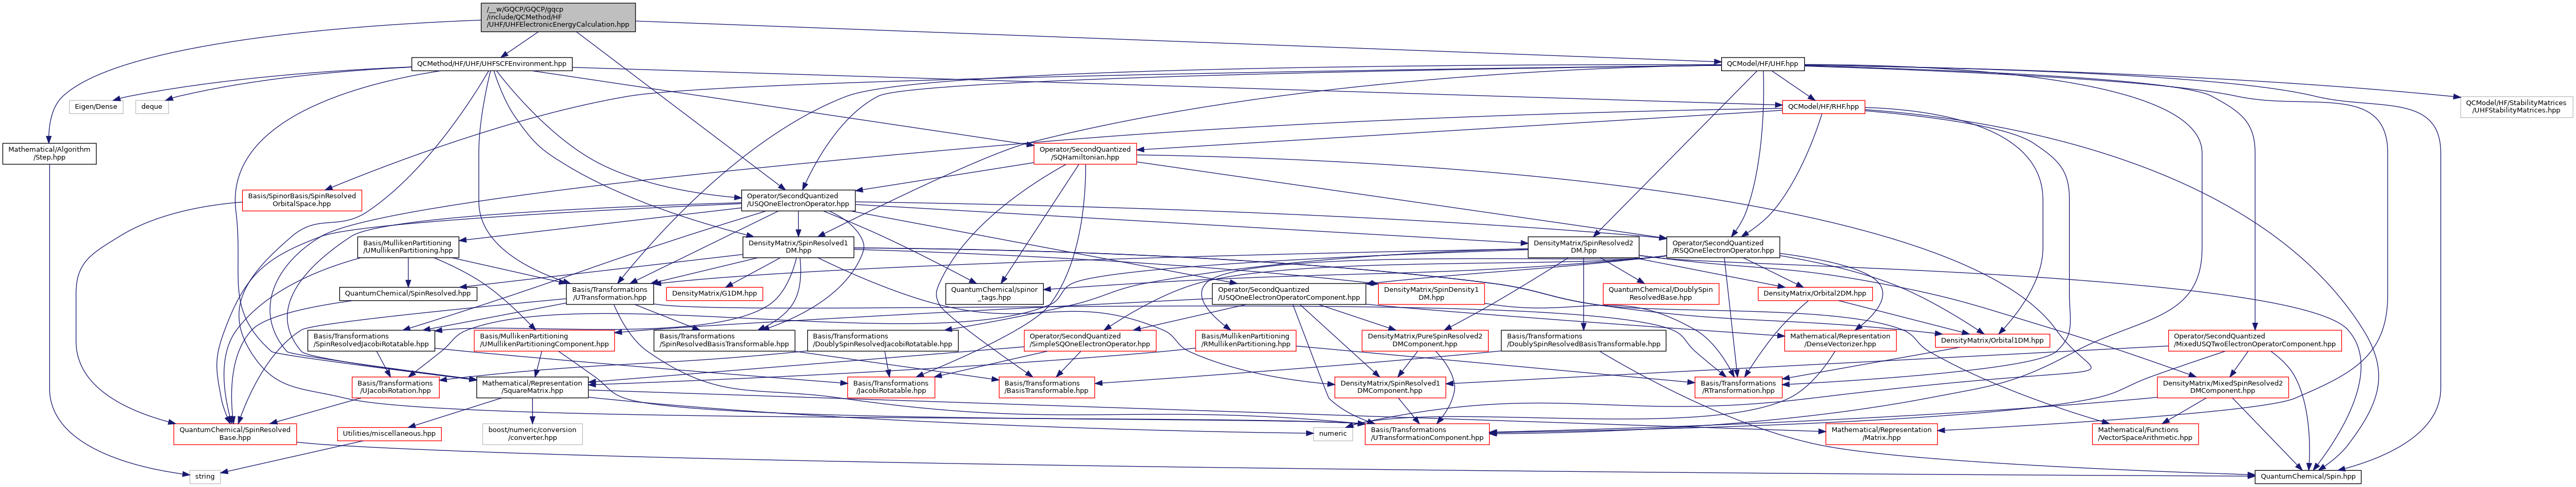 /__w/GQCP/GQCP/gqcp
/include/QCMethod/HF
/UHF/UHFElectronicEnergyCalculation.hpp
QCMethod/HF/UHF/UHFSCFEnvironment.hpp
QCModel/HF/UHF.hpp
Eigen/Dense
deque
QCModel/HF/RHF.hpp
QCModel/HF/StabilityMatrices
/UHFStabilityMatrices.hpp
Mathematical/Algorithm
/Step.hpp
Operator/SecondQuantized
/SQHamiltonian.hpp
Basis/SpinorBasis/SpinResolved
OrbitalSpace.hpp
Operator/SecondQuantized
/USQOneElectronOperator.hpp
Basis/MullikenPartitioning
/UMullikenPartitioning.hpp
DensityMatrix/SpinResolved1
DM.hpp
DensityMatrix/SpinResolved2
DM.hpp
Operator/SecondQuantized
/RSQOneElectronOperator.hpp
QuantumChemical/SpinResolved.hpp
Basis/Transformations
/UTransformation.hpp
DensityMatrix/G1DM.hpp
QuantumChemical/spinor
_tags.hpp
Operator/SecondQuantized
/USQOneElectronOperatorComponent.hpp
DensityMatrix/SpinDensity1
DM.hpp
QuantumChemical/DoublySpin
ResolvedBase.hpp
DensityMatrix/Orbital2DM.hpp
Basis/Transformations
/SpinResolvedJacobiRotatable.hpp
Basis/MullikenPartitioning
/UMullikenPartitioningComponent.hpp
Basis/Transformations
/SpinResolvedBasisTransformable.hpp
Basis/Transformations
/DoublySpinResolvedJacobiRotatable.hpp
Operator/SecondQuantized
/SimpleSQOneElectronOperator.hpp
Basis/MullikenPartitioning
/RMullikenPartitioning.hpp
DensityMatrix/PureSpinResolved2
DMComponent.hpp
Basis/Transformations
/DoublySpinResolvedBasisTransformable.hpp
Mathematical/Representation
/DenseVectorizer.hpp
DensityMatrix/Orbital1DM.hpp
Operator/SecondQuantized
/MixedUSQTwoElectronOperatorComponent.hpp
Basis/Transformations
/UJacobiRotation.hpp
Mathematical/Representation
/SquareMatrix.hpp
Basis/Transformations
/JacobiRotatable.hpp
Basis/Transformations
/BasisTransformable.hpp
DensityMatrix/SpinResolved1
DMComponent.hpp
Basis/Transformations
/RTransformation.hpp
DensityMatrix/MixedSpinResolved2
DMComponent.hpp
QuantumChemical/SpinResolved
Base.hpp
Utilities/miscellaneous.hpp
boost/numeric/conversion
/converter.hpp
numeric
Basis/Transformations
/UTransformationComponent.hpp
Mathematical/Representation
/Matrix.hpp
Mathematical/Functions
/VectorSpaceArithmetic.hpp
string
QuantumChemical/Spin.hpp